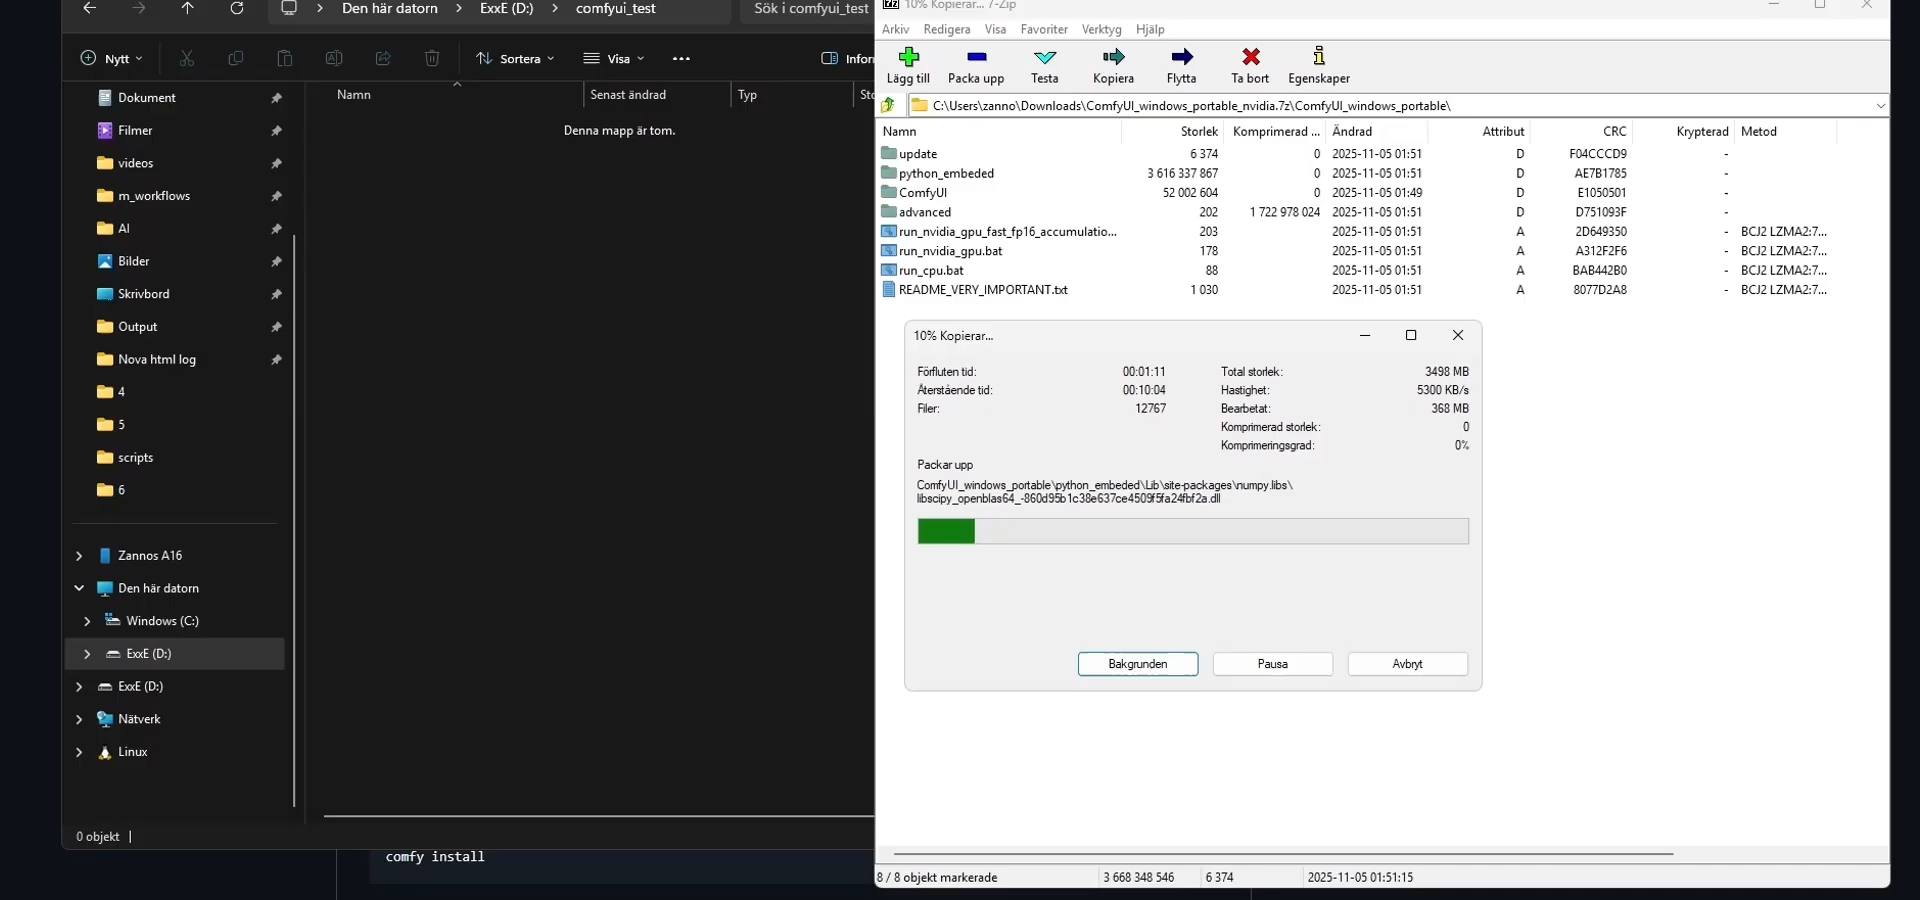 Den här datorn > ExxE (D:) > comfyui_test
Sök i comfyui_test
Nytt
Sortera
Visa
Infor
Namn
Senast ändrad
Typ
Sto
Denna mapp är tom.
Dokument
Filmer
videos
m_workflows
AI
Bilder
Skrivbord
Output
Nova html log
4
5
scripts
6
Zannos A16
Den här datorn
Windows (C:)
ExxE (D:)
ExxE (D:)
Nätverk
Linux
0 objekt
comfy install
10% Kopierar... 7-Zip
Arkiv Redigera Visa Favoriter Verktyg Hjälp
Lägg till Packa upp Testa Kopiera Flytta Ta bort Egenskaper
C:\Users\zanno\Downloads\ComfyUI_windows_portable_nvidia.7z\ComfyUI_windows_portable\
Namn Storlek Komprimerad ... Ändrad Attribut CRC Krypterad Metod
update 6 374 0 2025-11-05 01:51 D F04CCCD9 -
python_embeded 3 616 337 867 0 2025-11-05 01:51 D AE7B1785 -
ComfyUI 52 002 604 0 2025-11-05 01:49 D E1050501 -
advanced 202 1 722 978 024 2025-11-05 01:51 D D751093F -
run_nvidia_gpu_fast_fp16_accumulatio... 203 2025-11-05 01:51 A 2D649350 - BCJ2 LZMA2:7...
run_nvidia_gpu.bat 178 2025-11-05 01:51 A A312F2F6 - BCJ2 LZMA2:7...
run_cpu.bat 88 2025-11-05 01:51 A BAB442B0 - BCJ2 LZMA2:7...
README_VERY_IMPORTANT.txt 1 030 2025-11-05 01:51 A 8077D2A8 - BCJ2 LZMA2:7...
10% Kopierar...
Förfluten tid: 00:01:11 Total storlek: 3498 MB
Återstående tid: 00:10:04 Hastighet: 5300 KB/s
Filer: 12767 Bearbetat: 368 MB
Komprimerad storlek: 0
Komprimeringsgrad: 0%
Packar upp
ComfyUI_windows_portable\python_embeded\Lib\site-packages\numpy.libs\
libscipy_openblas64_-860d95b1c38e637ce4509f5fa24fbf2a.dll
Bakgrunden Pausa Avbryt
8 / 8 objekt markerade 3 668 348 546 6 374 2025-11-05 01:51:15